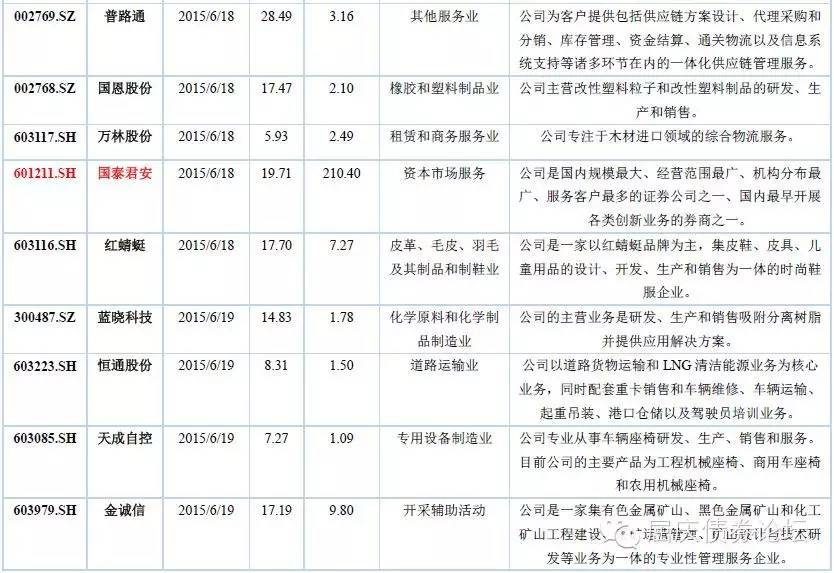 002769.SZ 普路通 2015/6/18 28.49 3.16 其他服务业 公司为客户提供包括供应链方案设计、代理采购和
分销、库存管理、资金结算、通关物流以及信息系
统支持等诸多环节在内的一体化供应链管理服务。
002768.SZ 国恩股份 2015/6/18 17.47 2.10 橡胶和塑料制品业 公司主营改性塑料粒子和改性塑料制品的研发、生
产和销售。
603117.SH 万林股份 2015/6/18 5.93 2.49 租赁和商务服务业 公司专注于木材进口领域的综合物流服务。
601211.SH 国泰君安 2015/6/18 19.71 210.40 资本市场服务 公司是国内规模最大、经营范围最广、机构分布最
广、服务客户最多的证券公司之一、国内最早开展
各类创新业务的券商之一。
603116.SH 红蜻蜓 2015/6/18 17.70 7.27 皮革、毛皮、羽毛
及其制品和制鞋业
公司是一家以红蜻蜓品牌为主，集皮鞋、皮具、儿
童用品的设计、开发、生产和销售为一体的时尚鞋
服企业。
300487.SZ 蓝晓科技 2015/6/19 14.83 1.78 化学原料和化学制
品制造业
公司的主营业务是研发、生产和销售吸附分离树脂
并提供应用解决方案。
603223.SH 恒通股份 2015/6/19 8.31 1.50 道路运输业 公司以道路货物运输和 LNG 清洁能源业务为核心
业务，同时配套重卡销售和车辆维修、车辆运输、
起重吊装、港口仓储以及驾驶员培训业务。
603085.SH 天成自控 2015/6/19 7.27 1.09 专用设备制造业 公司专业从事车辆座椅研发、生产、销售和服务。
目前公司的主要产品为工程机械座椅、商用车座椅
和农用机械座椅。
603979.SH 金诚信 2015/6/19 17.19 9.80 开采辅助活动 公司是一家集有色金属矿山、黑色金属矿山和化工
矿山工程建设、矿运营管理、矿山设计与技术研
发等业务为一体的专业性管理服务企业。
债券论坛